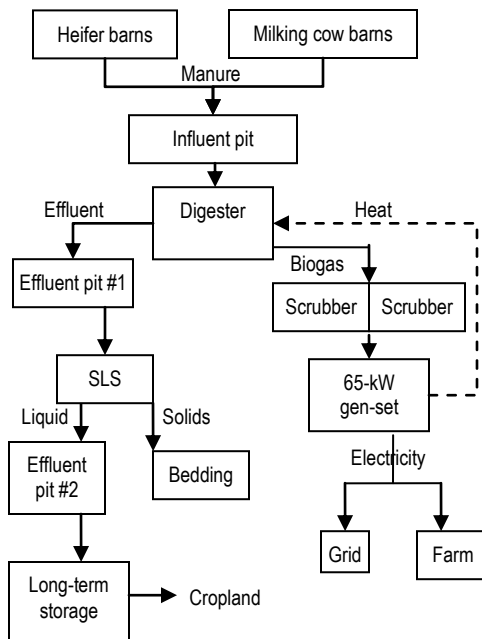 Heifer barns
Milking cow barns
Manure
Influent pit
Digester
Effluent
Heat
Biogas
Effluent pit #1
Scrubber
Scrubber
SLS
65-kW
gen-set
Liquid
Solids
Effluent
pit #2
Bedding
Electricity
Grid
Farm
Long-term
storage
Cropland